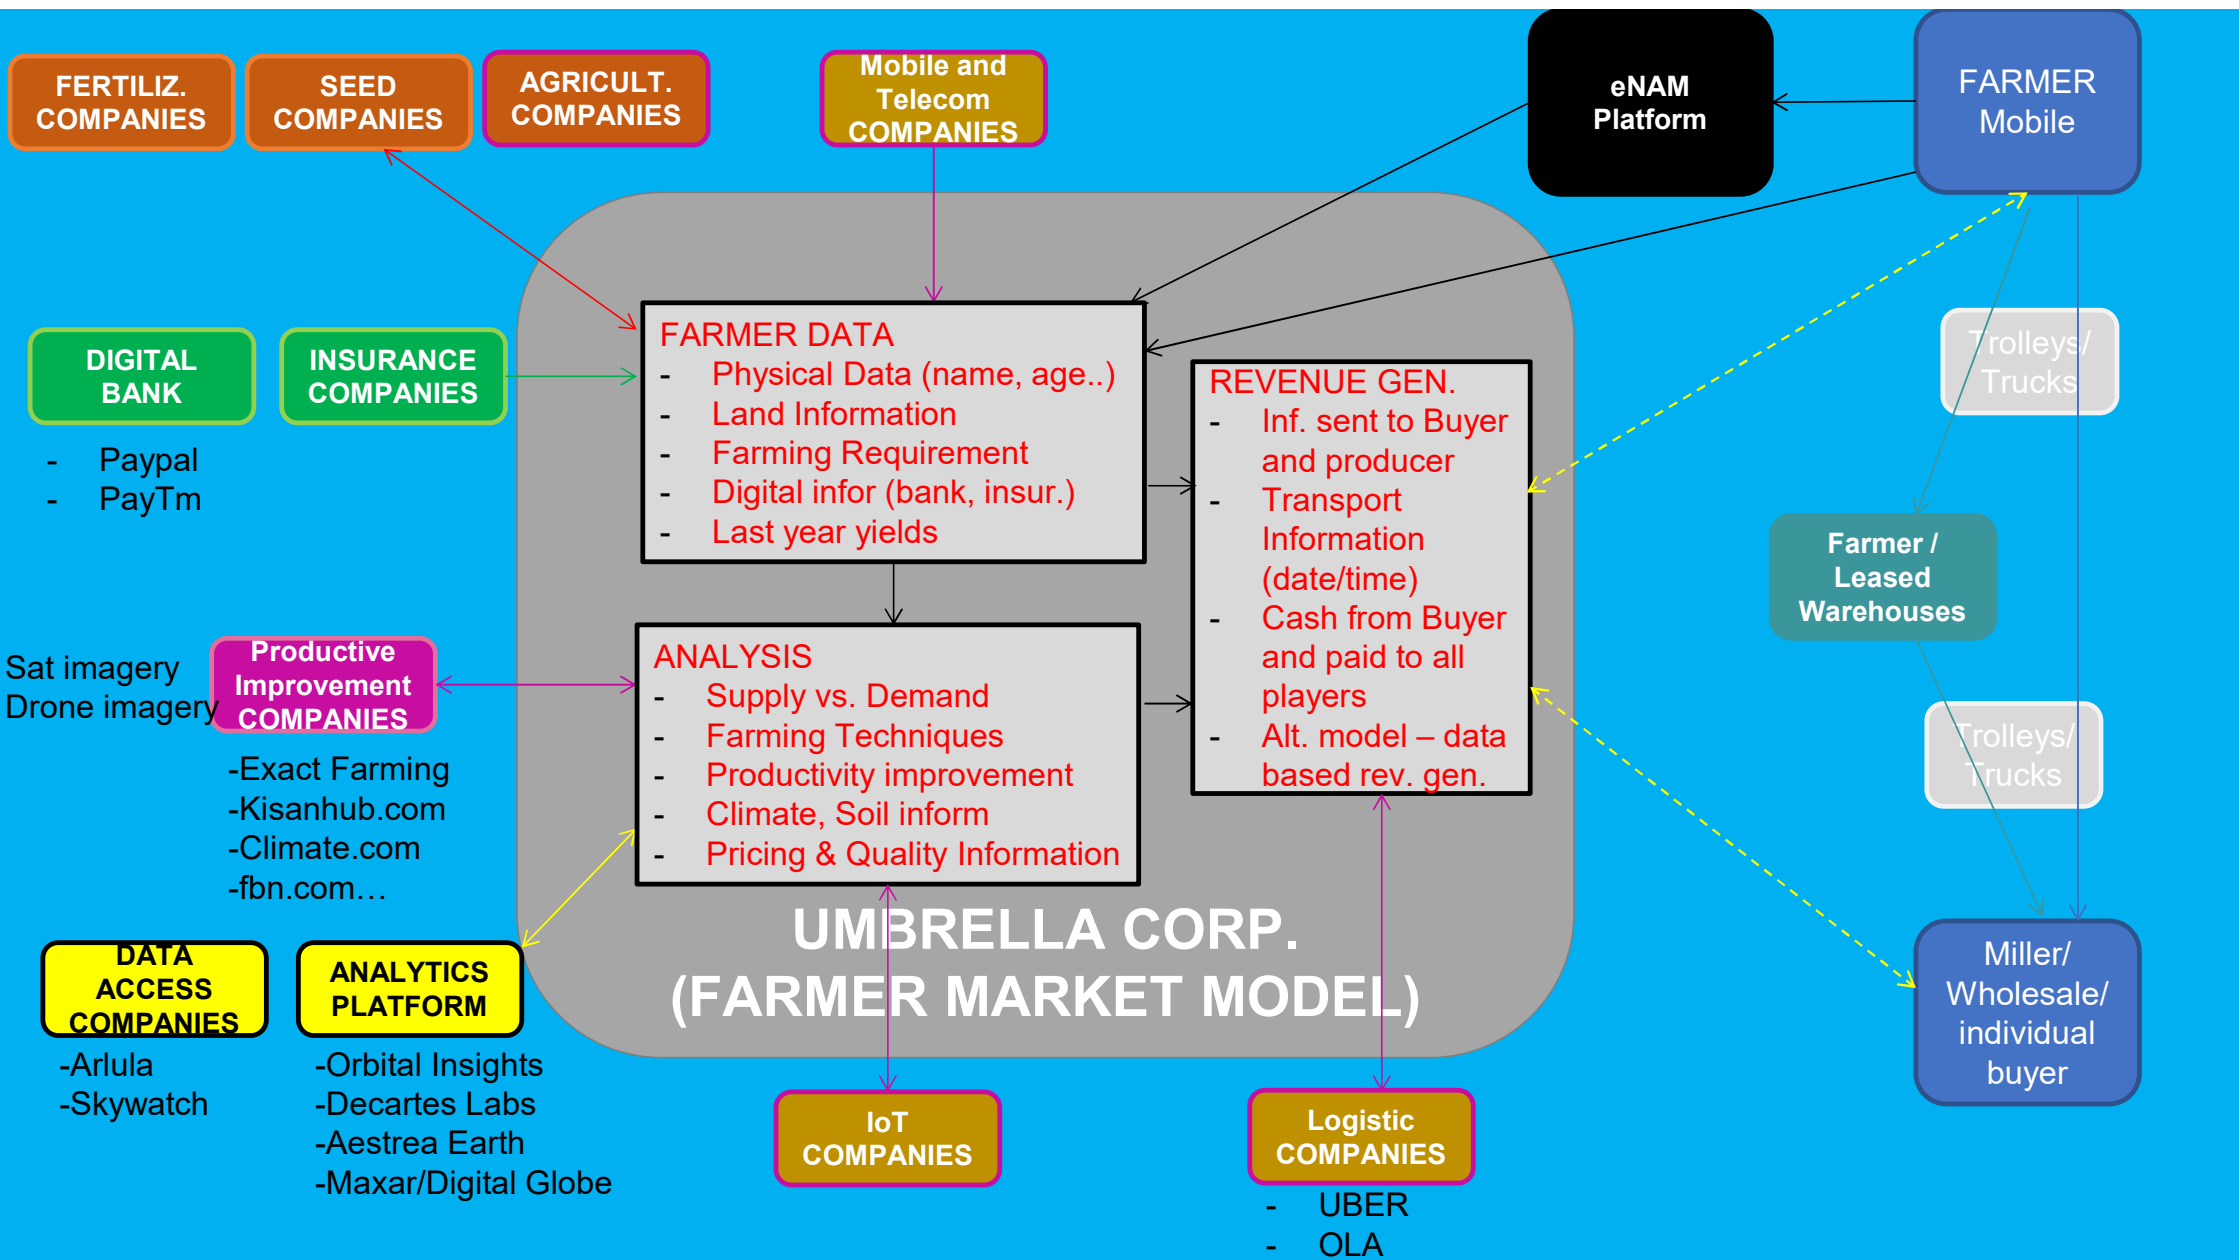 FERTILIZ.
COMPANIES
SEED
COMPANIES
AGRICULT.
COMPANIES
Mobile and
Telecom
COMPANIES
eNAM
Platform
FARMER
Mobile
DIGITAL
BANK
- Paypal
- PayTm
INSURANCE
COMPANIES
FARMER DATA
- Physical Data (name, age..)
- Land Information
- Farming Requirement
- Digital infor (bank, insur.)
- Last year yields
REVENUE GEN.
- Inf. sent to Buyer
and producer
- Transport
Information
(date/time)
- Cash from Buyer
and paid to all
players
- Alt. model – data
based rev. gen.
Trolleys/
Trucks
Farmer /
Leased
Warehouses
Trolleys/
Trucks
Sat imagery
Drone imagery
Productive
Improvement
COMPANIES
-Exact Farming
-Kisanhub.com
-Climate.com
-fbn.com…
ANALYSIS
- Supply vs. Demand
- Farming Techniques
- Productivity improvement
- Climate, Soil inform
- Pricing & Quality Information
UMBRELLA CORP.
(FARMER MARKET MODEL)
Miller/
Wholesale/
individual
buyer
DATA
ACCESS
COMPANIES
-Arlula
-Skywatch
ANALYTICS
PLATFORM
-Orbital Insights
-Decartes Labs
-Aestrea Earth
-Maxar/Digital Globe
IoT
COMPANIES
Logistic
COMPANIES
- UBER
- OLA